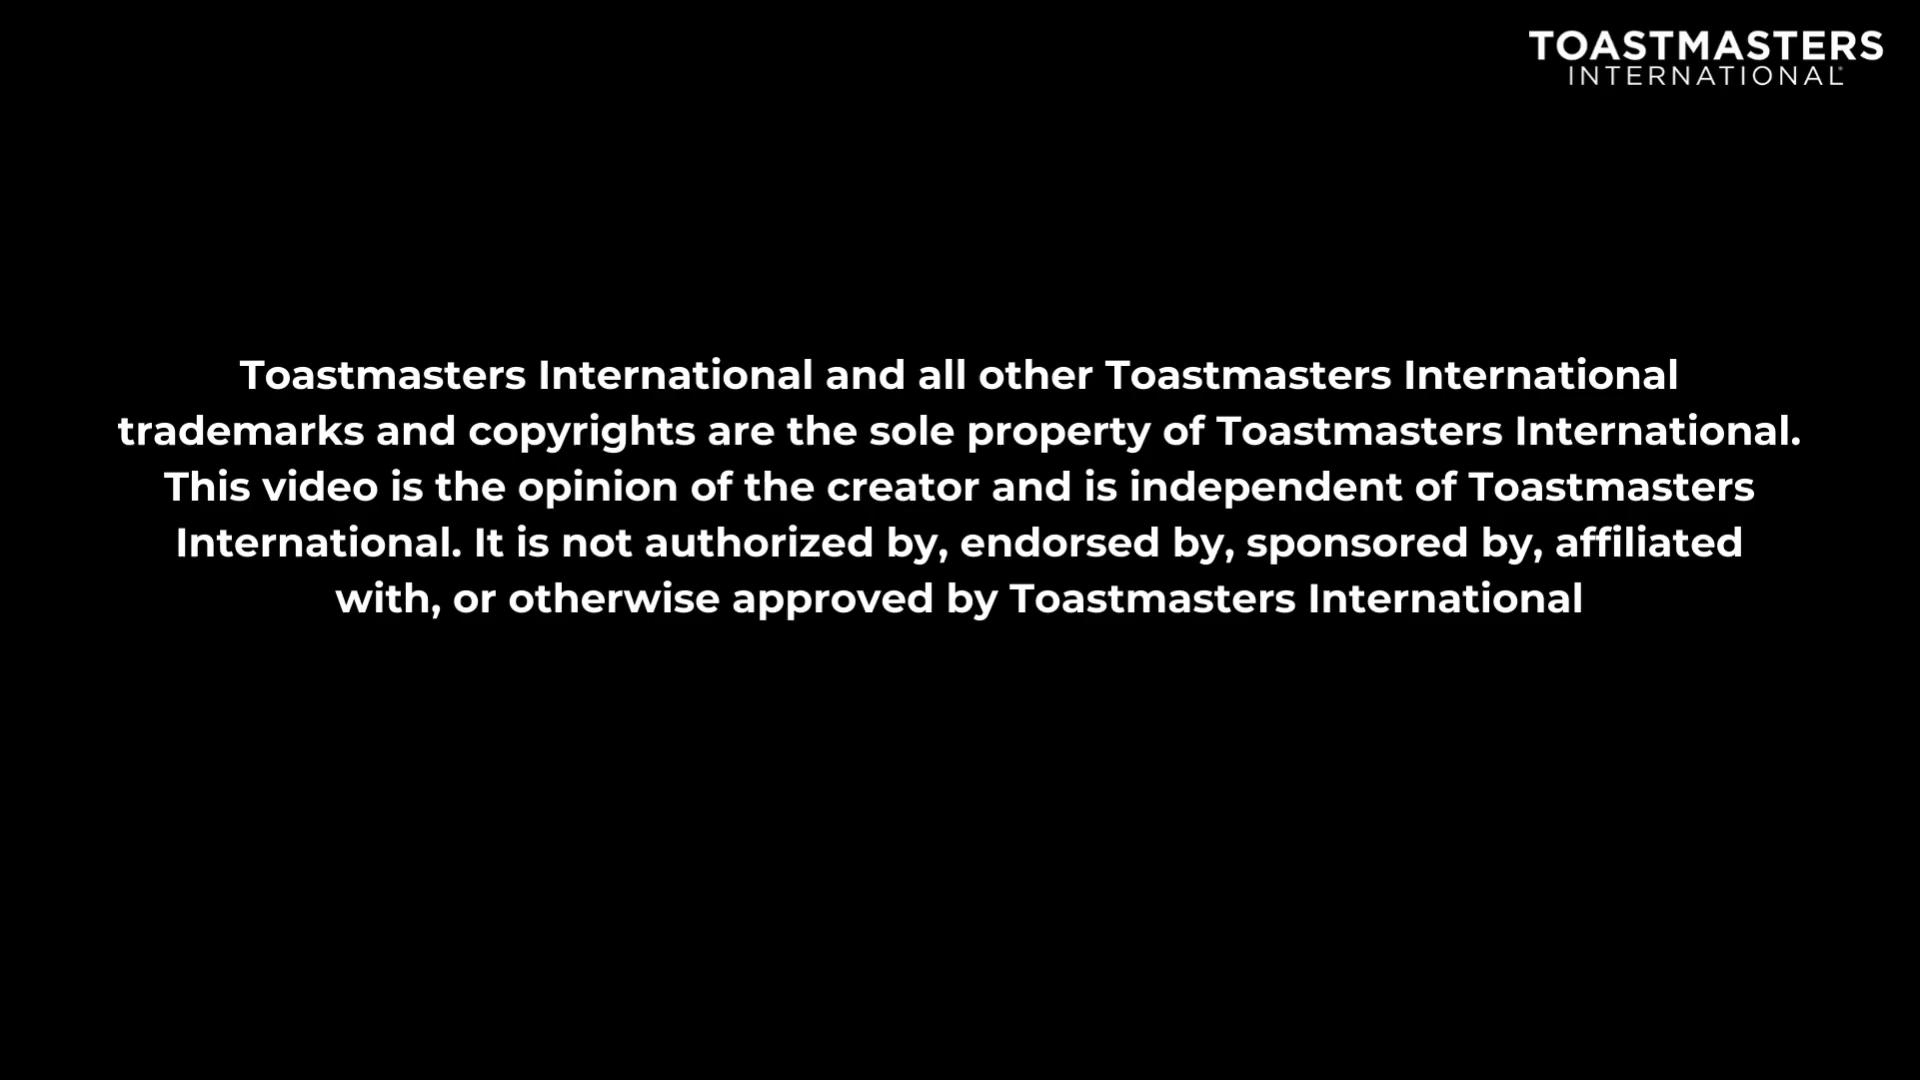 TOASTMASTERS
INTERNATIONAL®
Toastmasters International and all other Toastmasters International
trademarks and copyrights are the sole property of Toastmasters International.
This video is the opinion of the creator and is independent of Toastmasters
International. It is not authorized by, endorsed by, sponsored by, affiliated
with, or otherwise approved by Toastmasters International